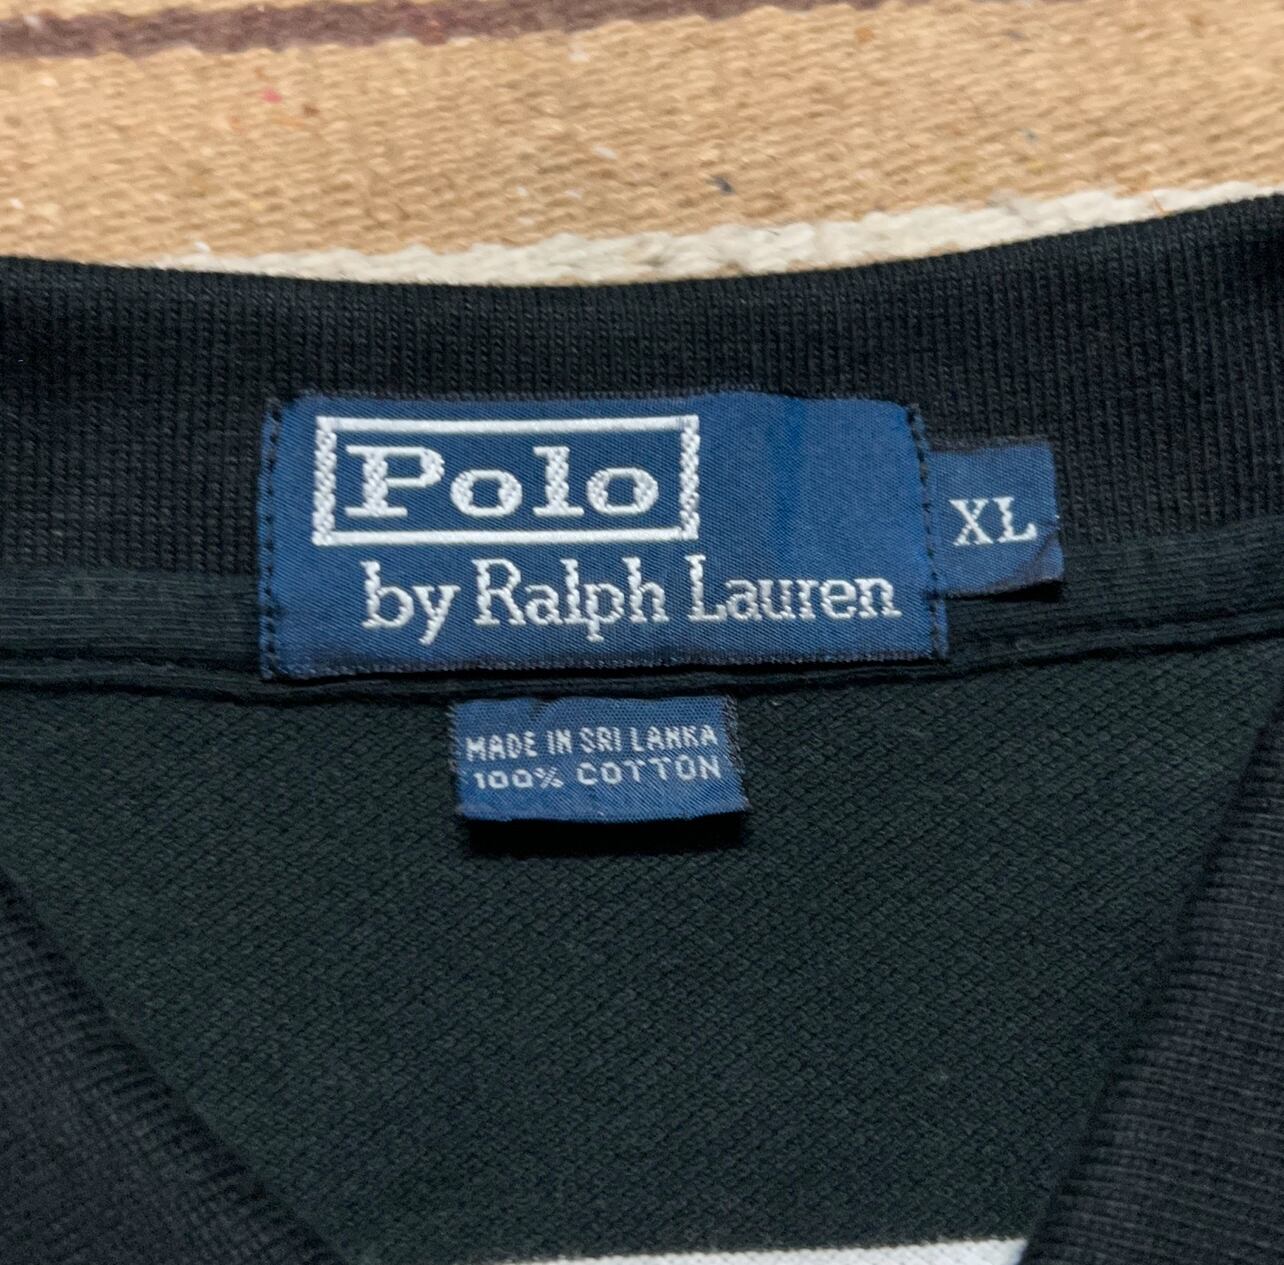 Polo
by Ralph Lauren
XL
MADE IN SRI LANKA
100% COTTON